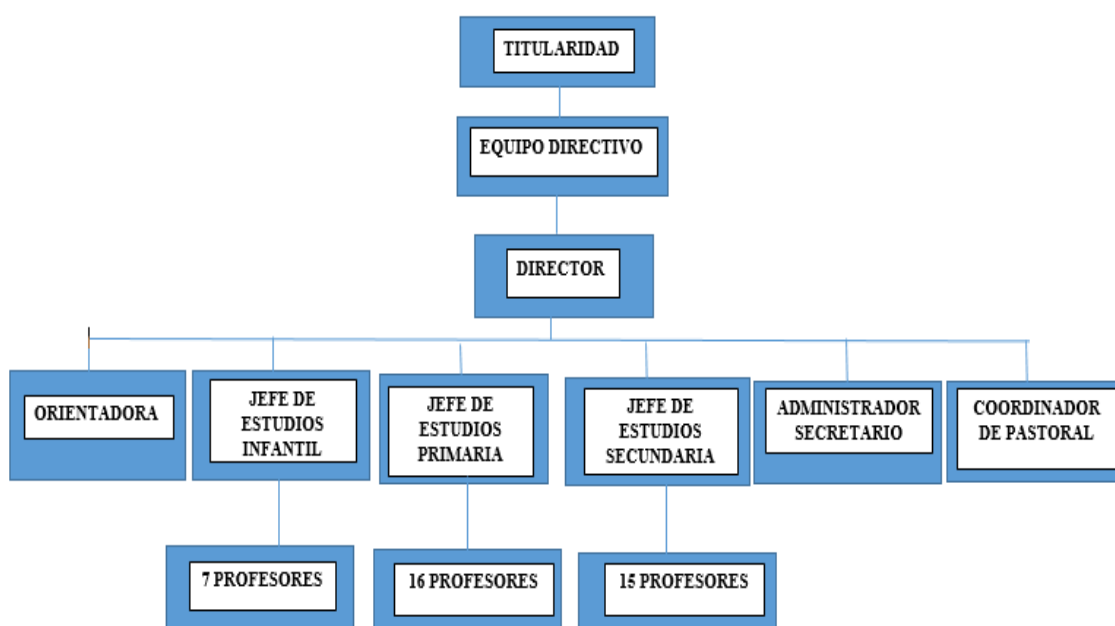 TITULARIDAD
EQUIPO DIRECTIVO
DIRECTOR
ORIENTADORA
JEFE DE
ESTUDIOS
INFANTIL
JEFE DE
ESTUDIOS
PRIMARIA
JEFE DE
ESTUDIOS
SECUNDARIA
ADMINISTRADOR
SECRETARIO
COORDINADOR
DE PASTORAL
7 PROFESORES
16 PROFESORES
15 PROFESORES